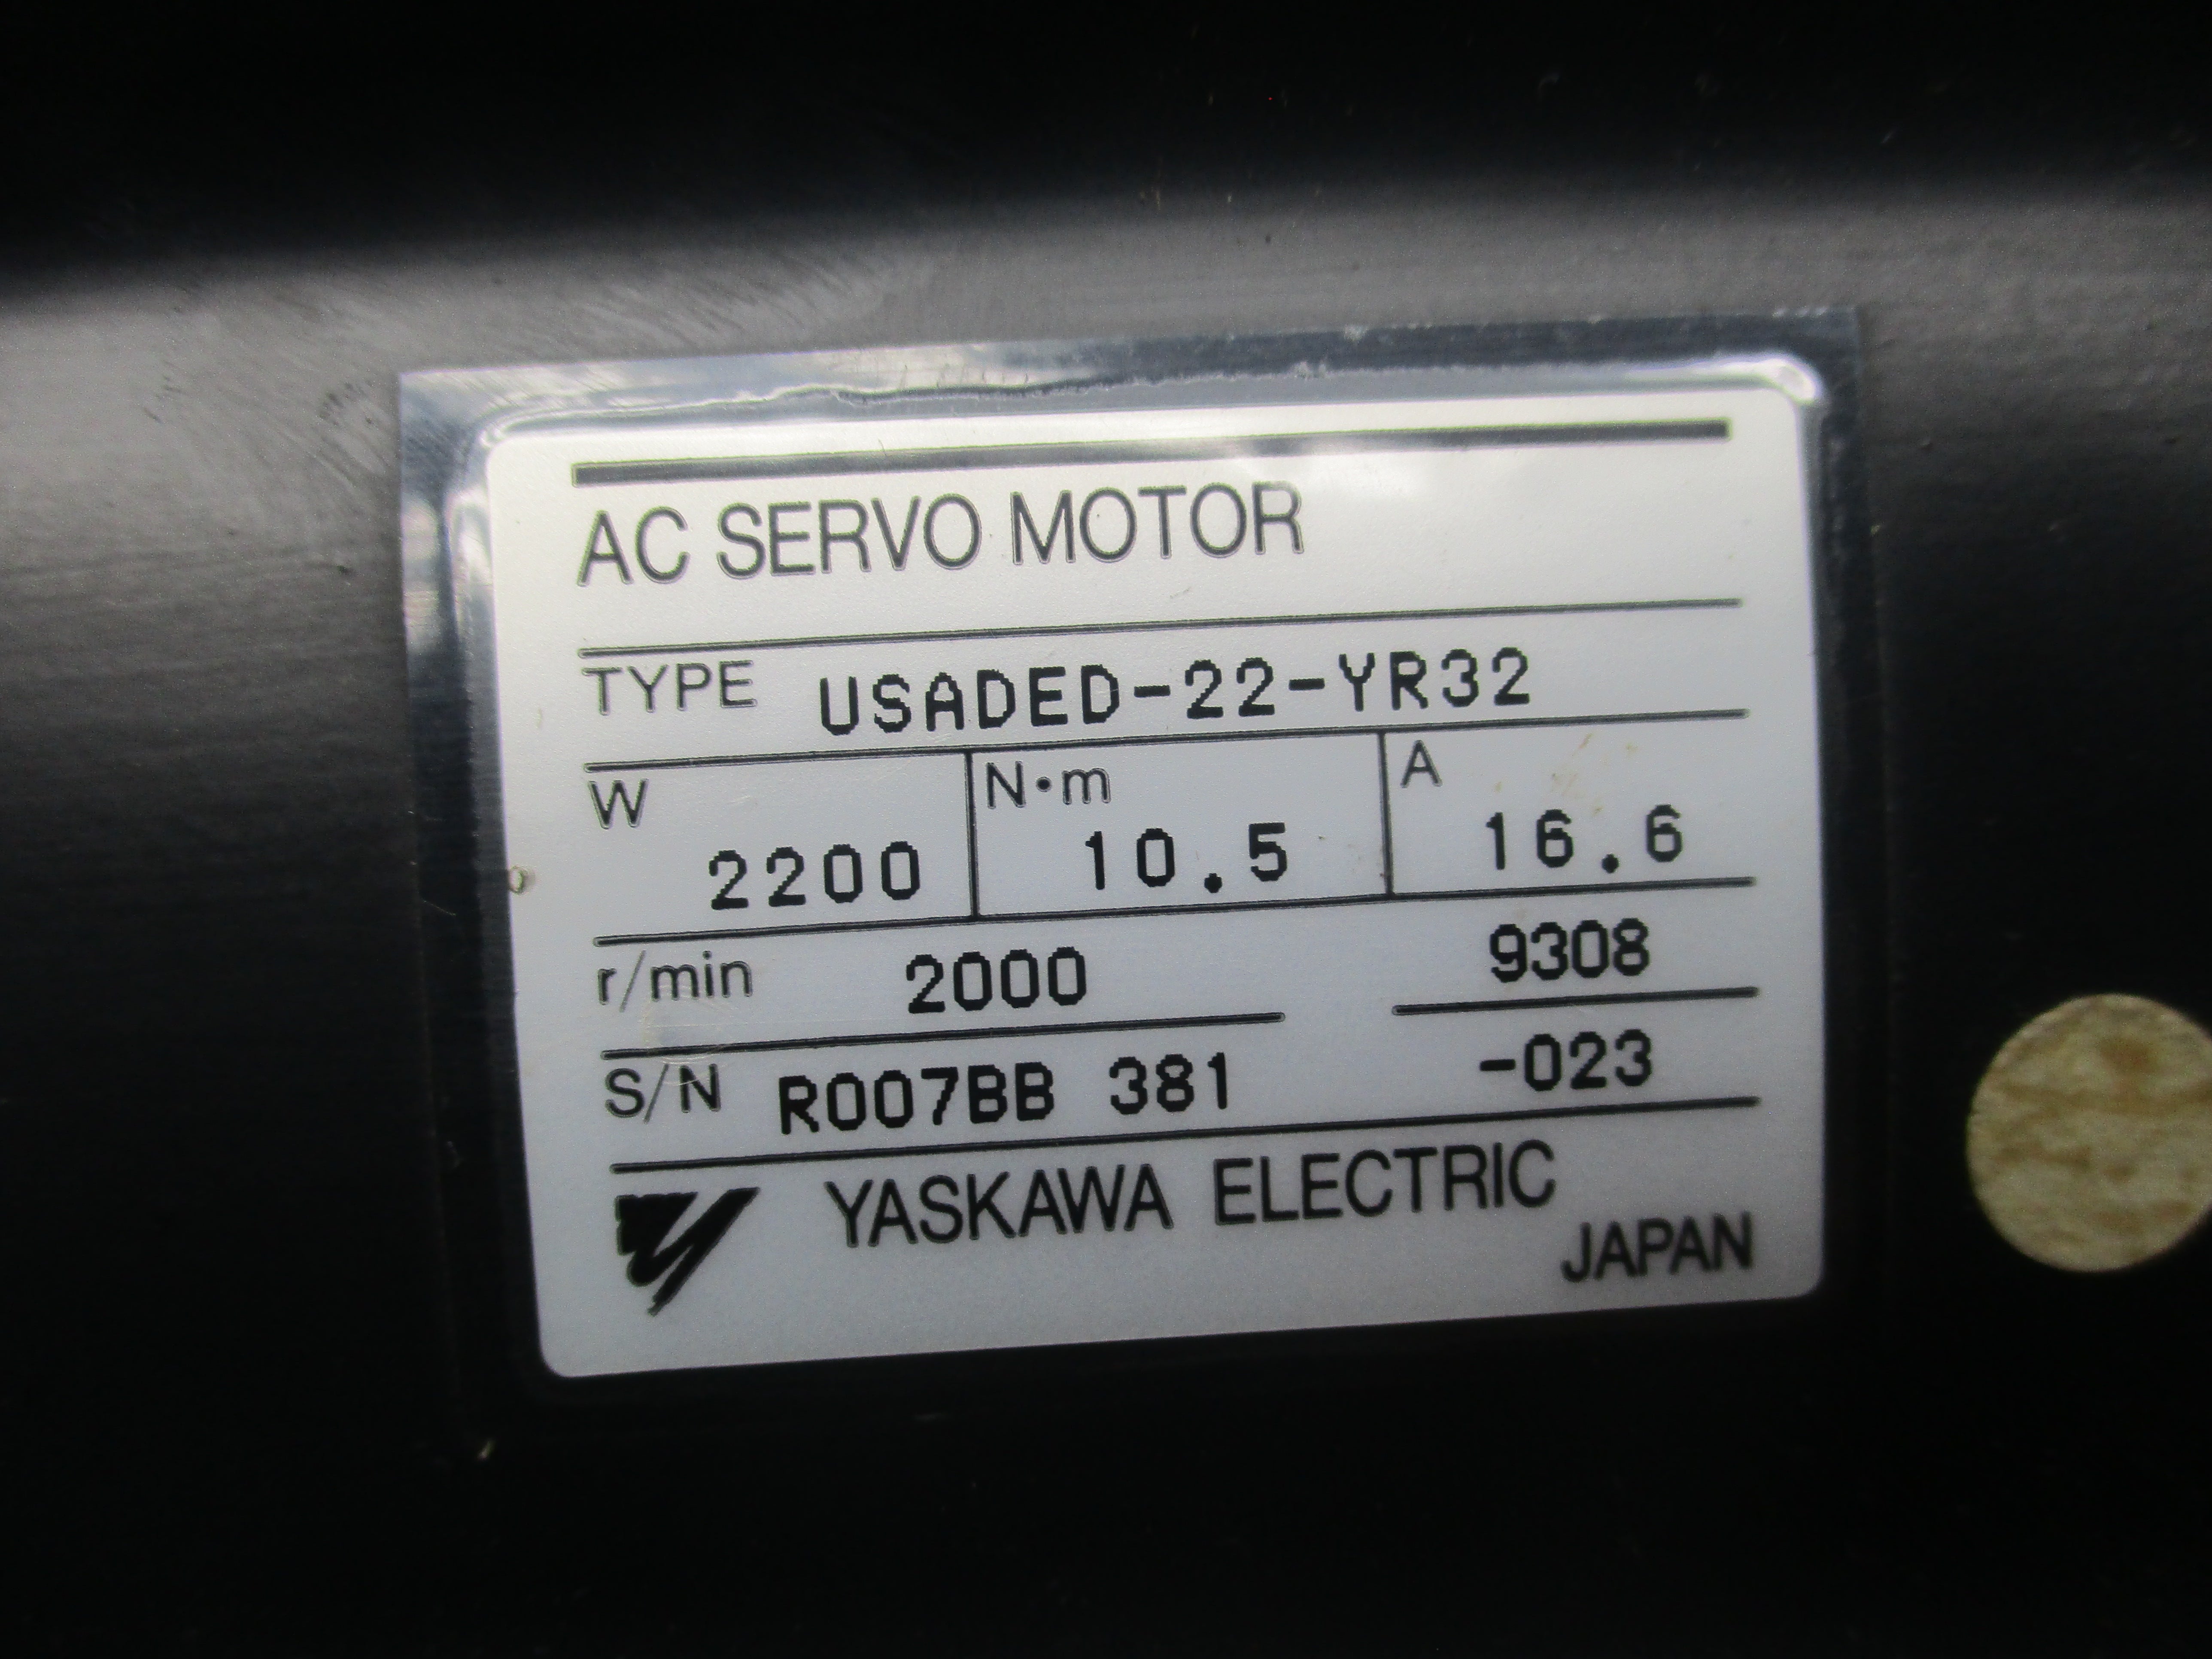 AC SERVO MOTOR
TYPE USADED-22-YR32
W N•m A
2200 10.5 16.6
r/min 2000 9308
S/N R007BB 381 -023
YASKAWA ELECTRIC
JAPAN